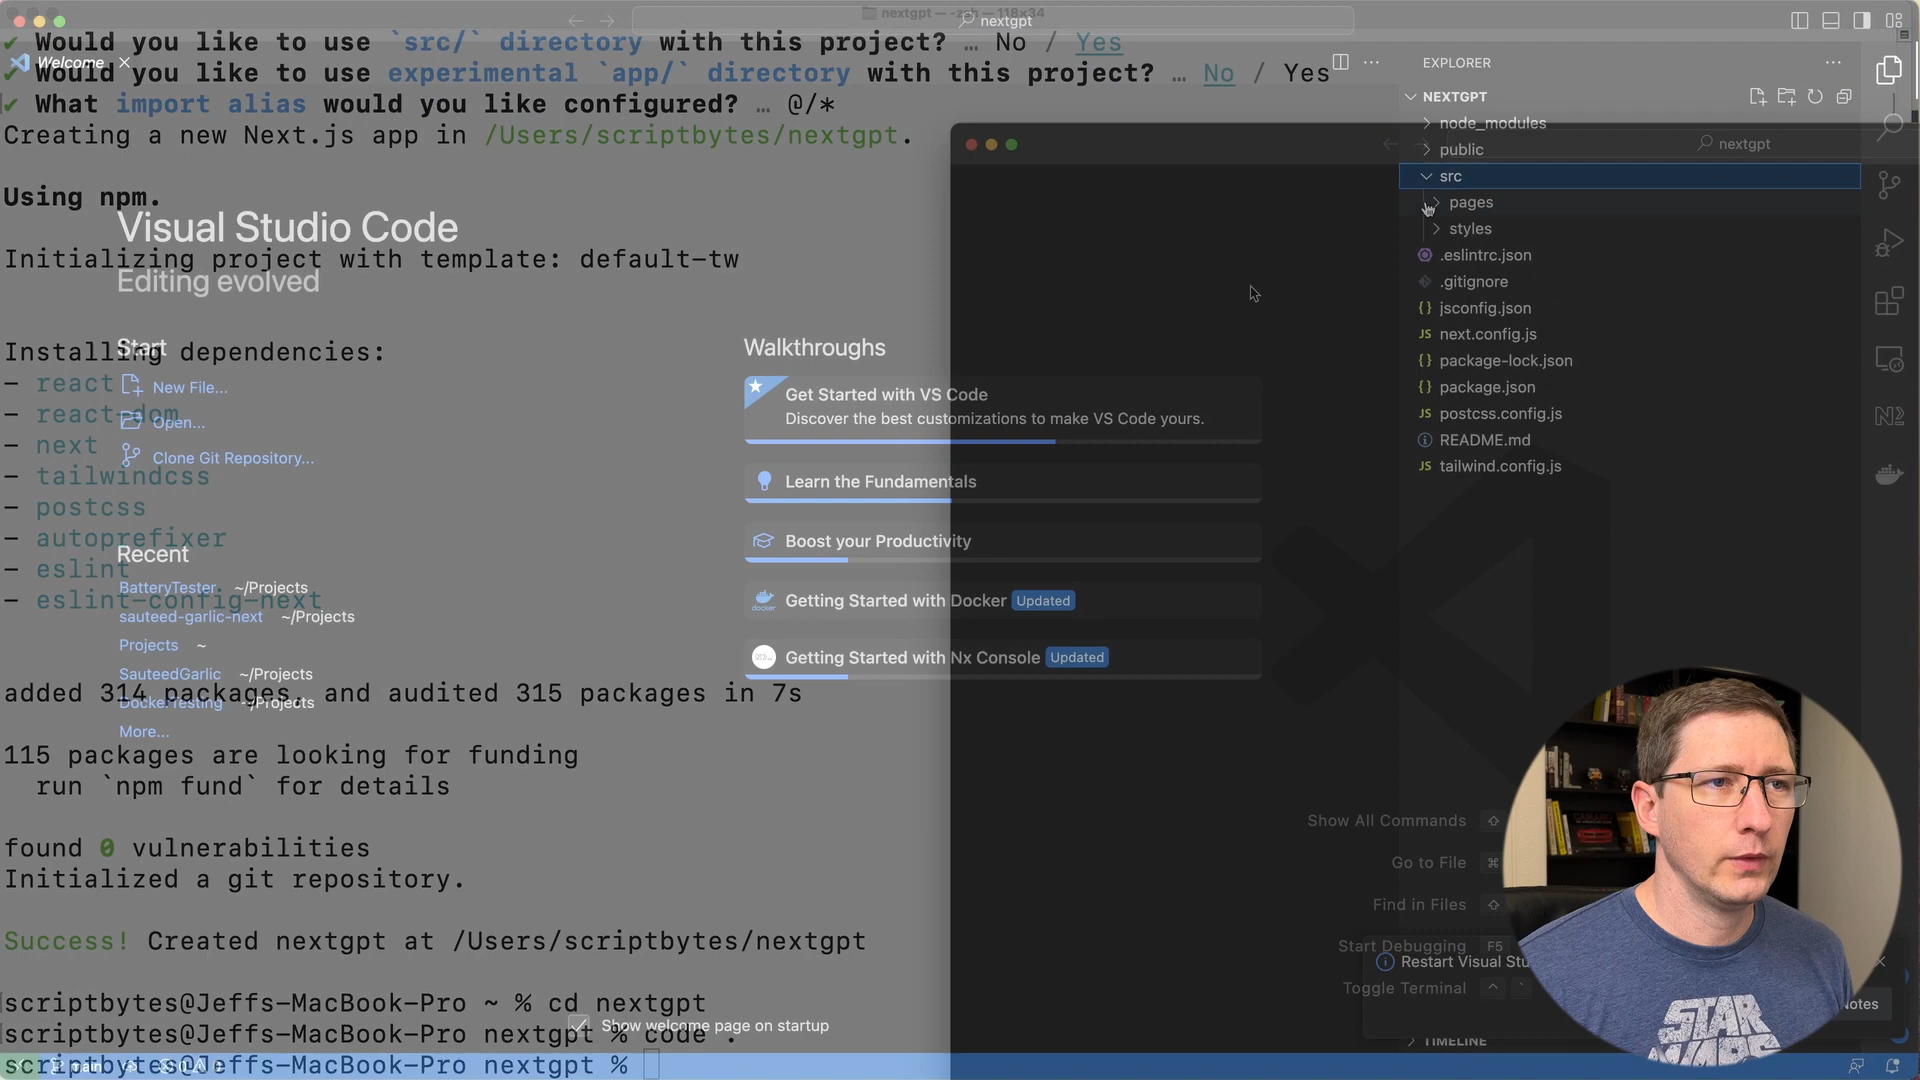 nextgpt — -zsh — 118x34
nextgpt
✔ Would you like to use `src/` directory with this project? … No / Yes
✔ Would you like to use experimental `app/` directory with this project? … No / Yes
✔ What import alias would you like configured? … @/*
Creating a new Next.js app in /Users/scriptbytes/nextgpt.
Using npm.
Initializing project with template: default-tw
Installing dependencies:
- react
- react-dom
- next
- tailwindcss
- postcss
- autoprefixer
- eslint
- eslint-config-next
added 314 packages, and audited 315 packages in 7s
115 packages are looking for funding
run `npm fund` for details
found 0 vulnerabilities
Initialized a git repository.
Success! Created nextgpt at /Users/scriptbytes/nextgpt
scriptbytes@Jeffs-MacBook-Pro ~ % cd nextgpt
scriptbytes@Jeffs-MacBook-Pro nextgpt % code .
scriptbytes@Jeffs-MacBook-Pro nextgpt %
Welcome
Visual Studio Code
Editing evolved
Start
New File...
Open...
Clone Git Repository...
Recent
BatteryTester ~/Projects
sauteed-garlic-next ~/Projects
Projects ~
SauteedGarlic ~/Projects
DockerTesting ~/Projects
More...
Walkthroughs
Get Started with VS Code
Discover the best customizations to make VS Code yours.
Learn the Fundamentals
Boost your Productivity
Getting Started with Docker Updated
Getting Started with Nx Console Updated
Show welcome page on startup
main
nextgpt
Show All Commands
Go to File
Find in Files
Start Debugging F5
Toggle Terminal
EXPLORER
NEXTGPT
node_modules
public
src
pages
styles
.eslintrc.json
.gitignore
jsconfig.json
next.config.js
package-lock.json
package.json
postcss.config.js
README.md
tailwind.config.js
Restart Visual Stu
Notes
TIMELINE
STAR
WARS